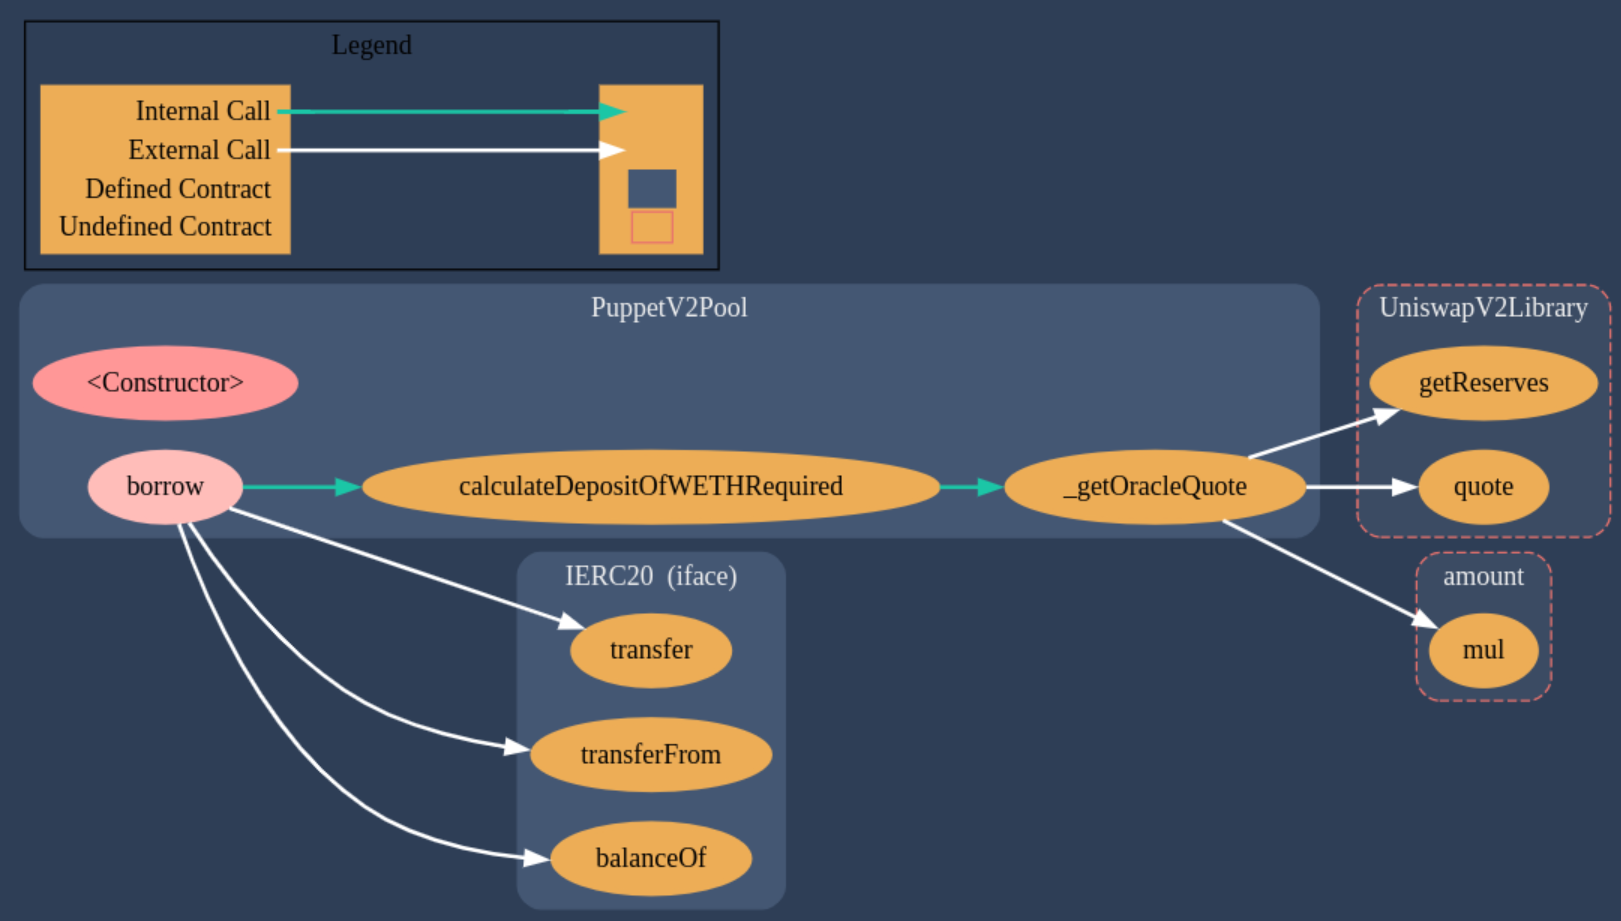 Legend
Internal Call
External Call
Defined Contract
Undefined Contract
PuppetV2Pool
<Constructor>
borrow
calculateDepositOfWETHRequired
_getOracleQuote
UniswapV2Library
getReserves
quote
IERC20  (iface)
transfer
transferFrom
balanceOf
amount
mul